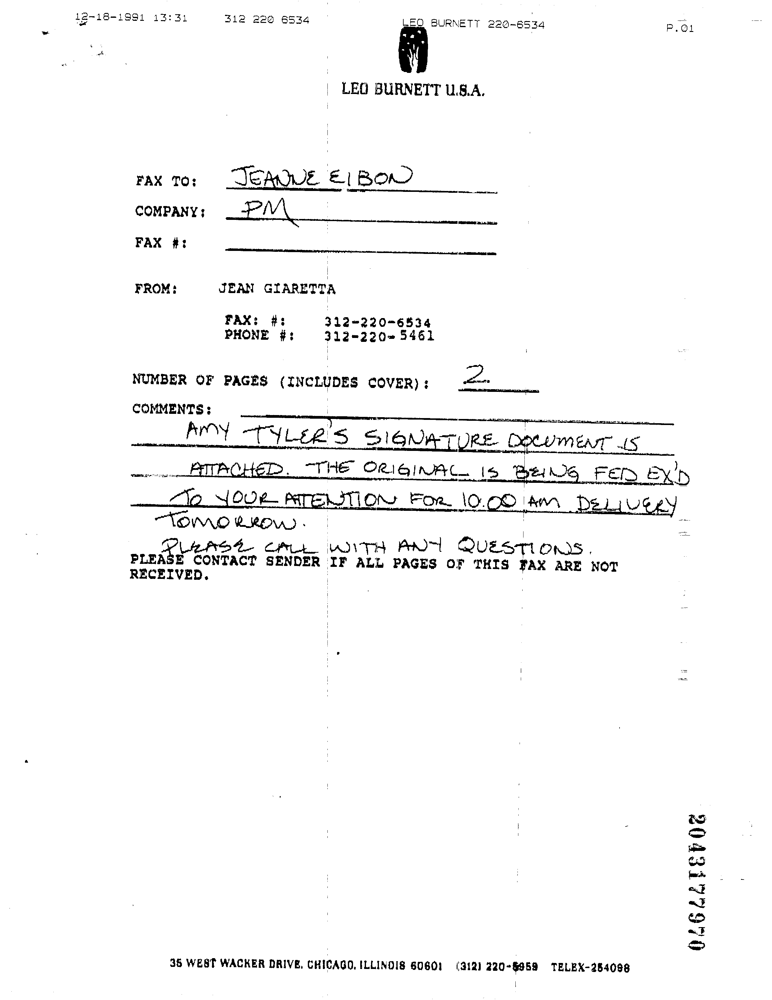 12-18-1991 13:31 312 220 6534 LEO BURNETT 220-6534 P.01
LEO BURNETT U.S.A.
FAX TO: JEANNE EIBON
COMPANY: PM
FAX #:
FROM: JEAN GIARETTA
FAX: #: 312-220-6534
PHONE #: 312-220-5461
NUMBER OF PAGES (INCLUDES COVER): 2
COMMENTS:
AMY TYLER'S SIGNATURE DOCUMENT IS
ATTACHED. THE ORIGINAL IS BEING FED EX'D
TO YOUR ATTENTION FOR 10.00 AM DELIVERY
TOMORROW.
PLEASE CALL WITH ANY QUESTIONS.
PLEASE CONTACT SENDER IF ALL PAGES OF THIS FAX ARE NOT
RECEIVED.
2043177970
35 WEST WACKER DRIVE, CHICAGO, ILLINOIS 60601 (312) 220-5959 TELEX-254098